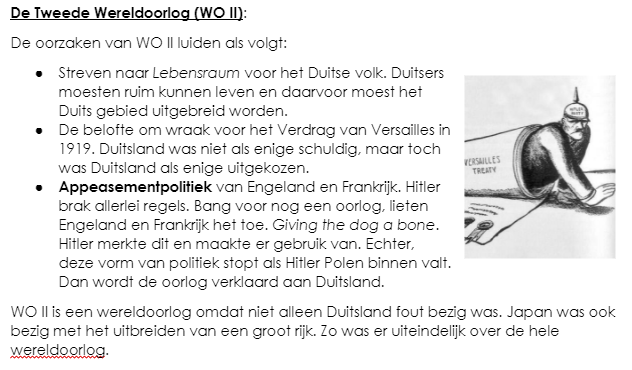 De Tweede Wereldoorlog (WO II):
De oorzaken van WO II luiden als volgt:
● Streven naar Lebensraum voor het Duitse volk. Duitsers
moesten ruim kunnen leven en daarvoor moest het
Duits gebied uitgebreid worden.
● De belofte om wraak voor het Verdrag van Versailles in
1919. Duitsland was niet als enige schuldig, maar toch
was Duitsland als enige uitgekozen.
● Appeasementpolitiek van Engeland en Frankrijk. Hitler
brak allerlei regels. Bang voor nog een oorlog, lieten
Engeland en Frankrijk het toe. Giving the dog a bone.
Hitler merkte dit en maakte er gebruik van. Echter,
deze vorm van politiek stopt als Hitler Polen binnen valt.
Dan wordt de oorlog verklaard aan Duitsland.
VERSAILLES
TREATY
WO II is een wereldoorlog omdat niet alleen Duitsland fout bezig was. Japan was ook
bezig met het uitbreiden van een groot rijk. Zo was er uiteindelijk over de hele
wereldoorlog.